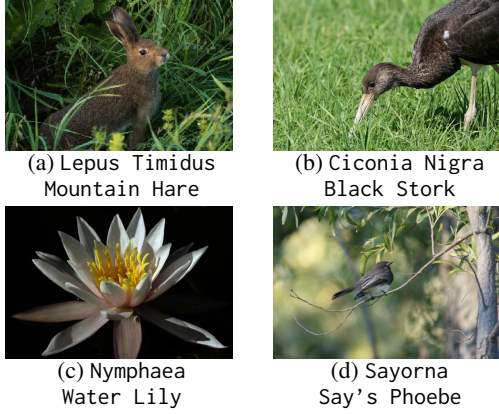 (a) Lepus Timidus
Mountain Hare
(b) Ciconia Nigra
Black Stork
(c) Nymphaea
Water Lily
(d) Sayorna
Say's Phoebe